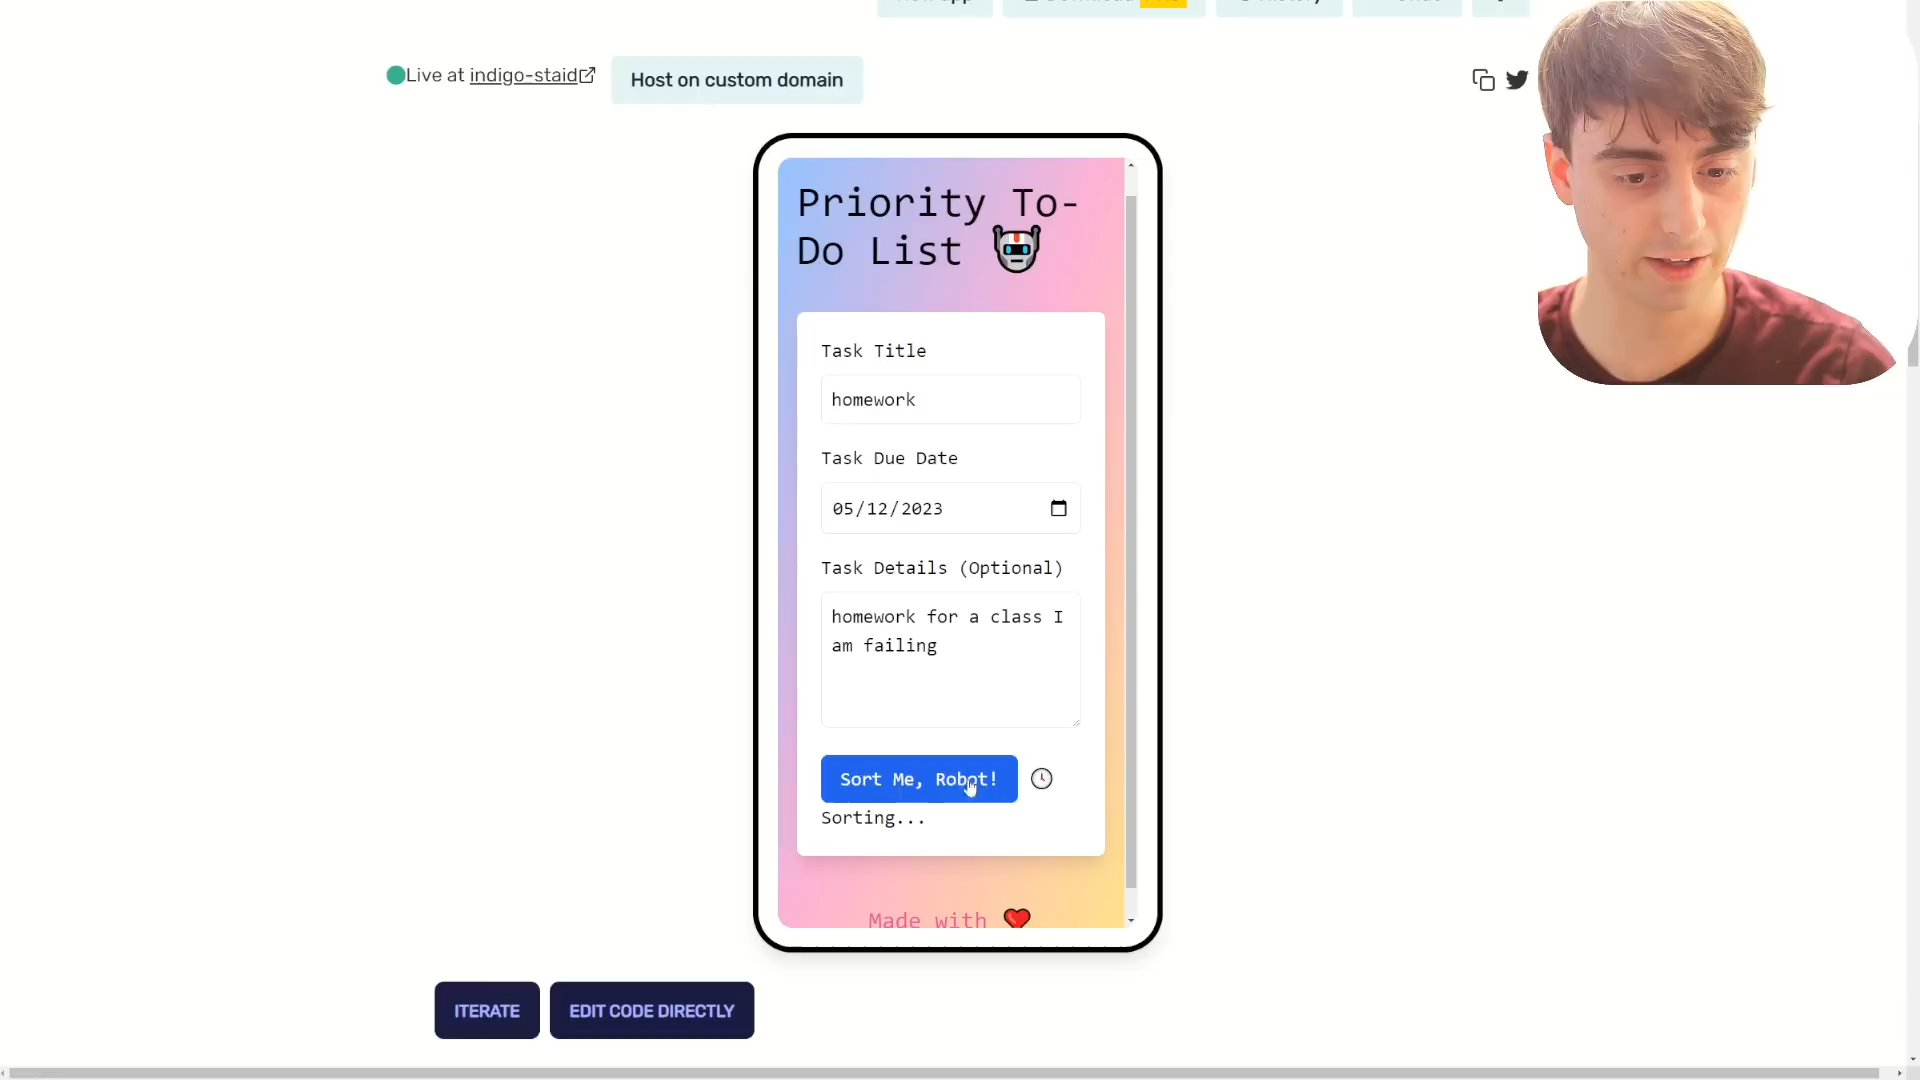 Live at indigo-staid
Host on custom domain
Priority To-
Do List
Task Title
homework
Task Due Date
05/12/2023
Task Details (Optional)
homework for a class I
am failing
Sort Me, Robot!
Sorting...
Made with
ITERATE
EDIT CODE DIRECTLY